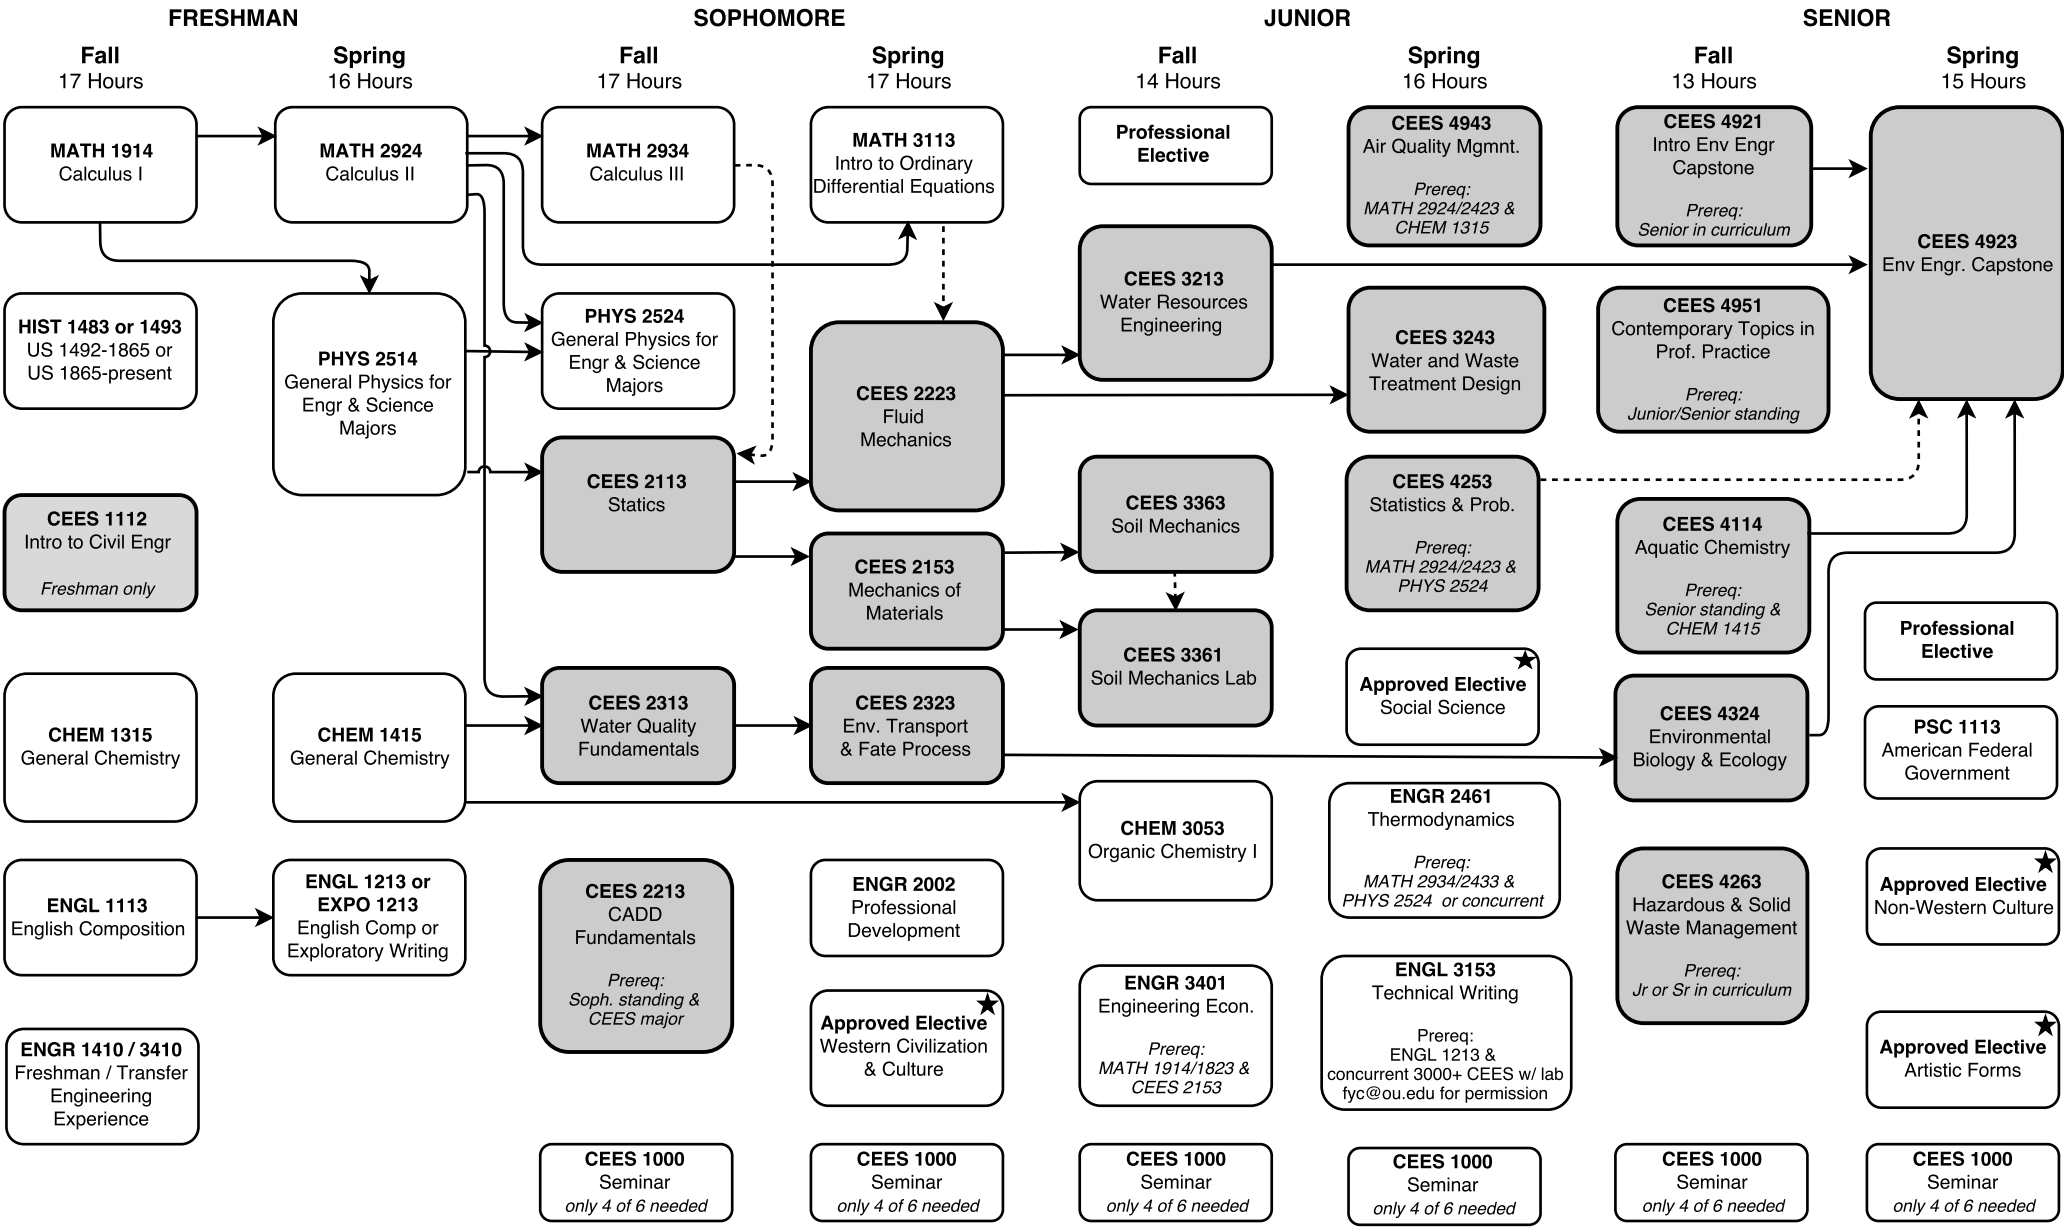 FRESHMAN
SOPHOMORE
JUNIOR
SENIOR
Fall
17 Hours
Spring
16 Hours
Fall
17 Hours
Spring
17 Hours
Fall
14 Hours
Spring
16 Hours
Fall
13 Hours
Spring
15 Hours
MATH 1914
Calculus I
HIST 1483 or 1493
US 1492-1865 or
US 1865-present
CEES 1112
Intro to Civil Engr
Freshman only
CHEM 1315
General Chemistry
ENGL 1113
English Composition
ENGR 1410 / 3410
Freshman / Transfer
Engineering
Experience
MATH 2924
Calculus II
PHYS 2514
General Physics for
Engr & Science
Majors
CHEM 1415
General Chemistry
ENGL 1213 or
EXPO 1213
English Comp or
Exploratory Writing
MATH 2934
Calculus III
PHYS 2524
General Physics for
Engr & Science
Majors
CEES 2113
Statics
CEES 2313
Water Quality
Fundamentals
CEES 2213
CADD
Fundamentals
Prereq:
Soph. standing &
CEES major
CEES 1000
Seminar
only 4 of 6 needed
MATH 3113
Intro to Ordinary
Differential Equations
CEES 2223
Fluid
Mechanics
CEES 2153
Mechanics of
Materials
CEES 2323
Env. Transport
& Fate Process
ENGR 2002
Professional
Development
Approved Elective
Western Civilization
& Culture
CEES 1000
Seminar
only 4 of 6 needed
Professional
Elective
CEES 3213
Water Resources
Engineering
CEES 3363
Soil Mechanics
CEES 3361
Soil Mechanics Lab
CHEM 3053
Organic Chemistry I
ENGR 3401
Engineering Econ.
Prereq:
MATH 1914/1823 &
CEES 2153
CEES 1000
Seminar
only 4 of 6 needed
CEES 4943
Air Quality Mgmnt.
Prereq:
MATH 2924/2423 &
CHEM 1315
CEES 3243
Water and Waste
Treatment Design
CEES 4253
Statistics & Prob.
Prereq:
MATH 2924/2423 &
PHYS 2524
Approved Elective
Social Science
ENGR 2461
Thermodynamics
Prereq:
MATH 2934/2433 &
PHYS 2524 or concurrent
ENGL 3153
Technical Writing
Prereq:
ENGL 1213 &
concurrent 3000+ CEES w/ lab
fyc@ou.edu for permission
CEES 1000
Seminar
only 4 of 6 needed
CEES 4921
Intro Env Engr
Capstone
Prereq:
Senior in curriculum
CEES 4951
Contemporary Topics in
Prof. Practice
Prereq:
Junior/Senior standing
CEES 4114
Aquatic Chemistry
Prereq:
Senior standing &
CHEM 1415
CEES 4324
Environmental
Biology & Ecology
CEES 4263
Hazardous & Solid
Waste Management
Prereq:
Jr or Sr in curriculum
CEES 1000
Seminar
only 4 of 6 needed
CEES 4923
Env Engr. Capstone
Professional
Elective
PSC 1113
American Federal
Government
Approved Elective
Non-Western Culture
Approved Elective
Artistic Forms
CEES 1000
Seminar
only 4 of 6 needed